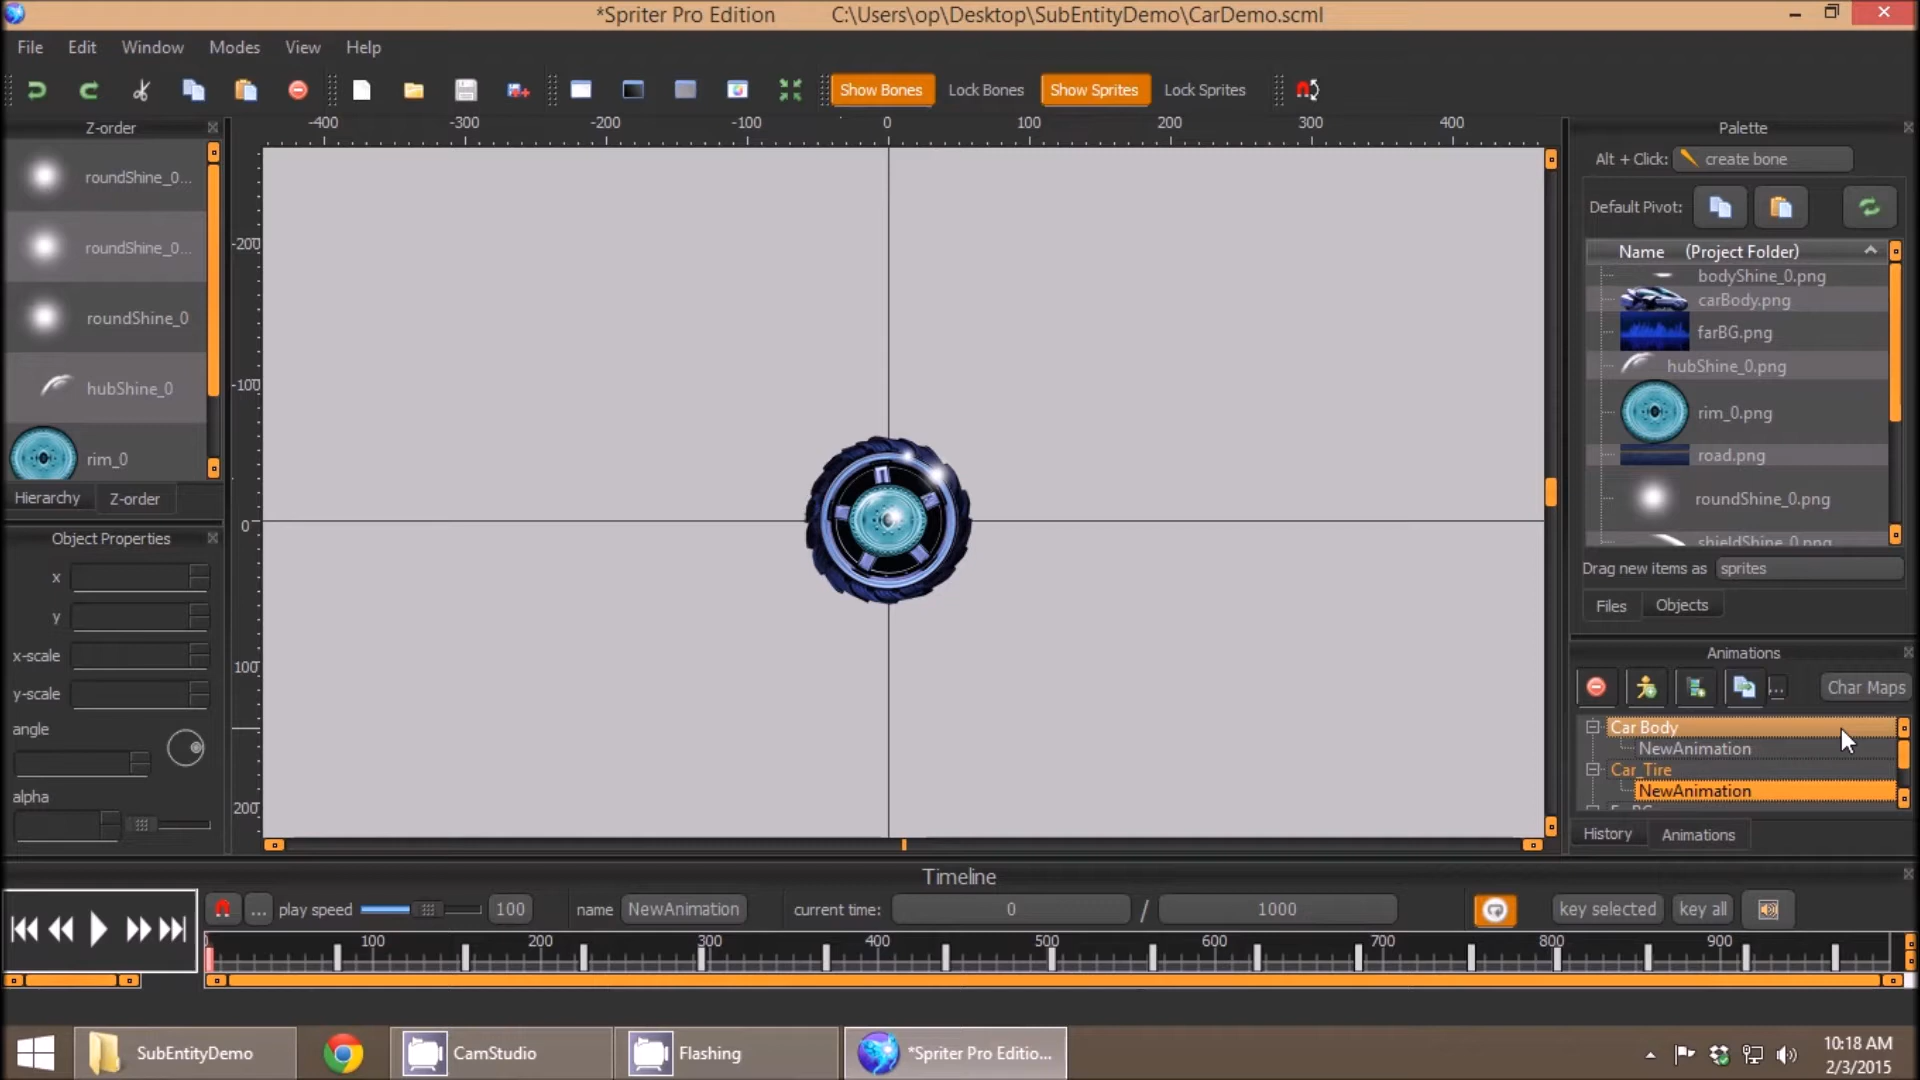 *Spriter Pro Edition C:\Users\op\Desktop\SubEntityDemo\CarDemo.scml
File Edit Window Modes View Help
Show Bones Lock Bones Show Sprites Lock Sprites
Z-order
roundShine_0...
roundShine_0...
roundShine_0
hubShine_0
rim_0
Hierarchy Z-order
Object Properties
x
y
x-scale
y-scale
angle
alpha
-400 -300 -200 -100 0 100 200 300 400
-200
-100
0
100
200
Palette
Alt + Click: create bone
Default Pivot:
Name (Project Folder)
bodyShine_0.png
carBody.png
farBG.png
hubShine_0.png
rim_0.png
road.png
roundShine_0.png
shieldShine_0.png
Drag new items as sprites
Files Objects
Animations
... Char Maps
Car Body
NewAnimation
Car_Tire
NewAnimation
History Animations
Timeline
... play speed 100 name NewAnimation current time: 0 / 1000 key selected key all
100 200 300 400 500 600 700 800 900
SubEntityDemo CamStudio Flashing *Spriter Pro Editio...
10:18 AM
2/3/2015